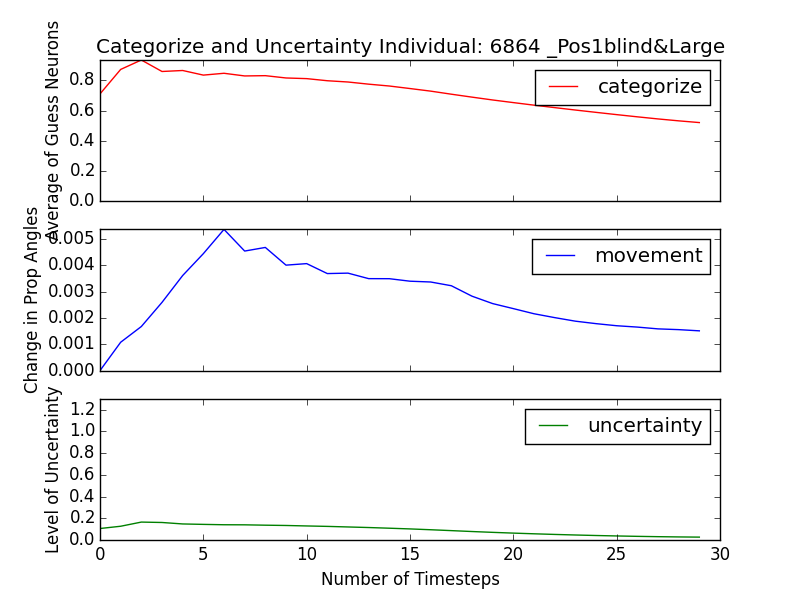 Categorize and Uncertainty Individual: 6864 _Pos1blind&Large
Average of Guess Neurons
0.8
0.6
0.4
0.2
0.0
categorize
Change in Prop Angles
0.005
0.004
0.003
0.002
0.001
0.000
movement
Level of Uncertainty
1.2
1.0
0.8
0.6
0.4
0.2
0.0
uncertainty
0 5 10 15 20 25 30
Number of Timesteps